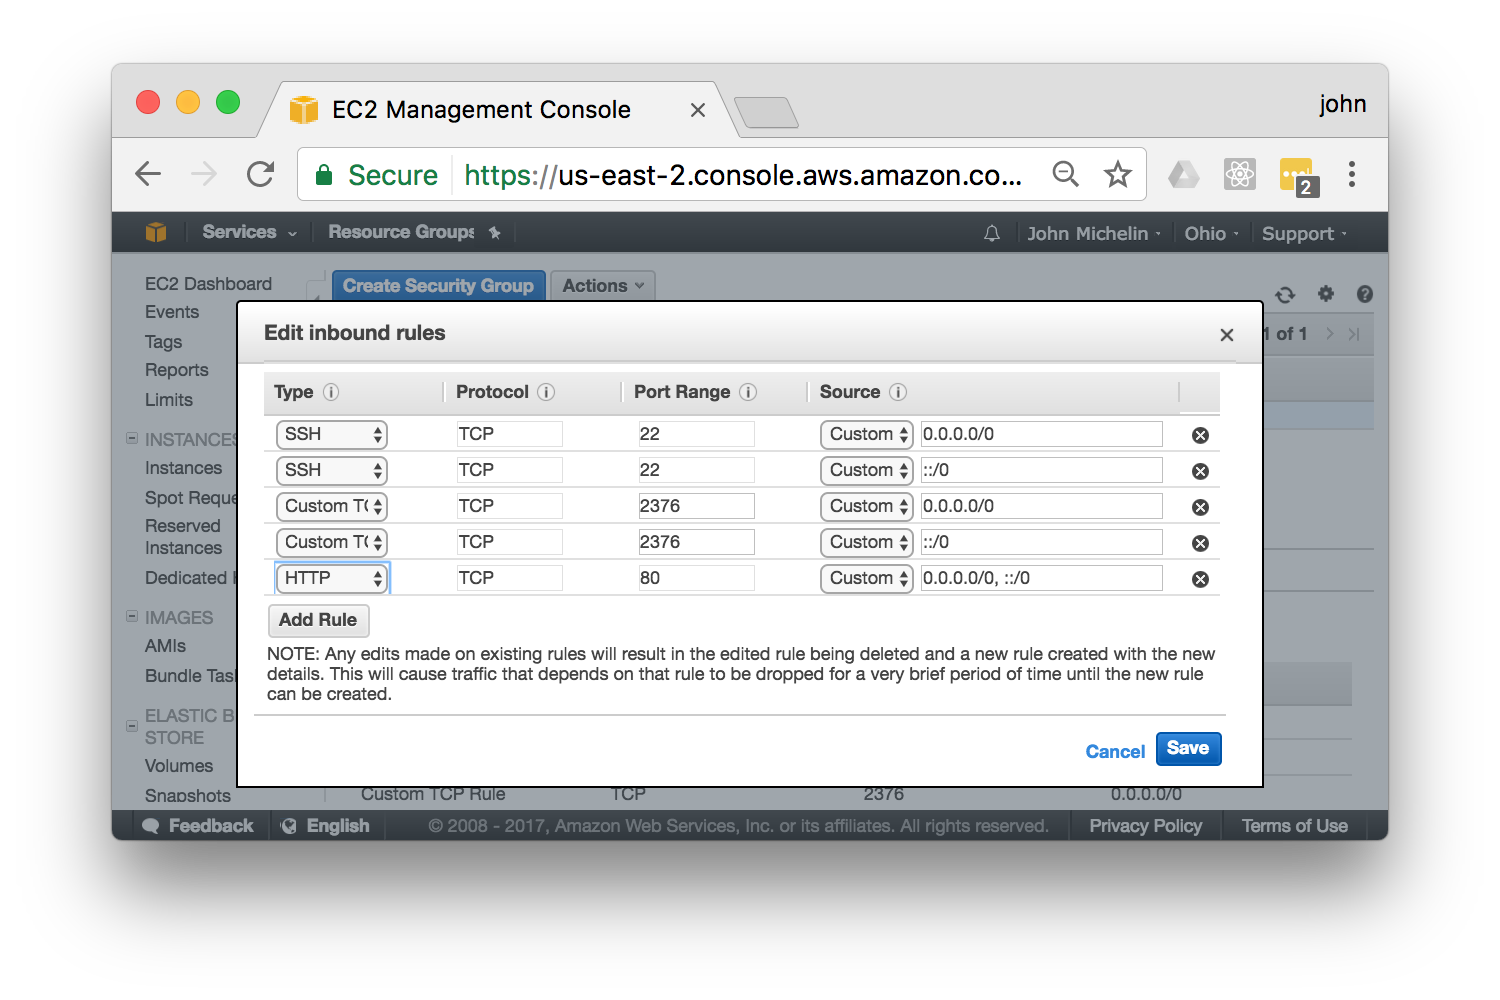 EC2 Management Console
john
Secure https://us-east-2.console.aws.amazon.co...
2
Services Resource Groups John Michelin Ohio Support
EC2 Dashboard
Events
Tags
Reports
Limits
INSTANCES
Instances
Spot Reque
Reserved
Instances
Dedicated
IMAGES
AMIs
Bundle Tas
ELASTIC B
STORE
Volumes
Snapshots
Create Security Group Actions
1 of 1
Edit inbound rules
Type Protocol Port Range Source
SSH TCP 22 Custom 0.0.0.0/0
SSH TCP 22 Custom ::/0
Custom TC TCP 2376 Custom 0.0.0.0/0
Custom TC TCP 2376 Custom ::/0
HTTP TCP 80 Custom 0.0.0.0/0, ::/0
Add Rule
NOTE: Any edits made on existing rules will result in the edited rule being deleted and a new rule created with the new
details. This will cause traffic that depends on that rule to be dropped for a very brief period of time until the new rule
can be created.
Cancel Save
Custom TCP Rule TCP 2376 0.0.0.0/0
Feedback English © 2008 - 2017, Amazon Web Services, Inc. or its affiliates. All rights reserved. Privacy Policy Terms of Use